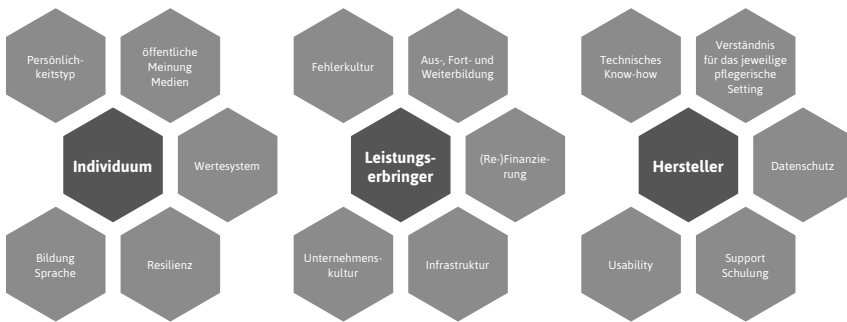 Persönlich-
keitstyp
öffentliche
Meinung
Medien
Individuum
Wertesystem
Bildung
Sprache
Resilienz
Fehlerkultur
Aus-, Fort- und
Weiterbildung
Leistungs-
erbringer
(Re-)Finanzie-
rung
Unternehmens-
kultur
Infrastruktur
Technisches
Know-how
Verständnis
für das jeweilige
pflegerische
Setting
Hersteller
Datenschutz
Usability
Support
Schulung